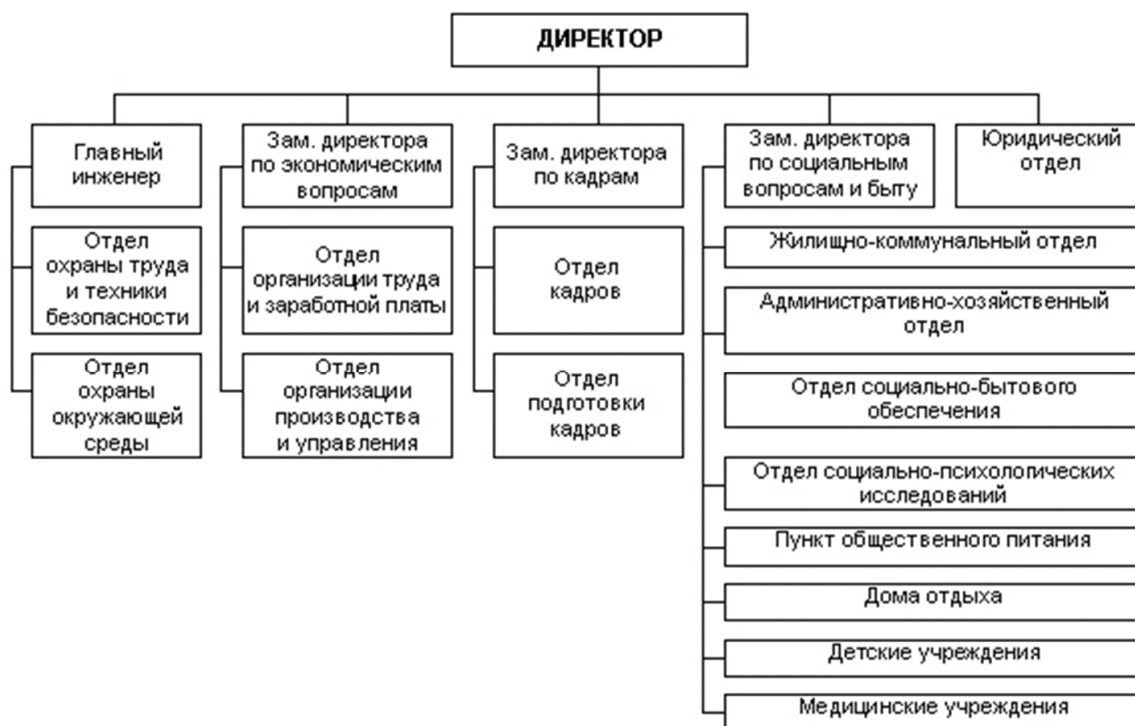 ДИРЕКТОР
Главный
инженер
Зам. директора
по экономическим
вопросам
Зам. директора
по кадрам
Зам. директора
по социальным
вопросам и быту
Юридический
отдел
Отдел
охраны труда
и техники
безопасности
Отдел
организации труда
и заработной платы
Отдел
кадров
Жилищно-коммунальный отдел
Административно-хозяйственный
отдел
Отдел
охраны
окружающей
среды
Отдел
организации
производства
и управления
Отдел
подготовки
кадров
Отдел социально-бытового
обеспечения
Отдел социально-психологических
исследований
Пункт общественного питания
Дома отдыха
Детские учреждения
Медицинские учреждения